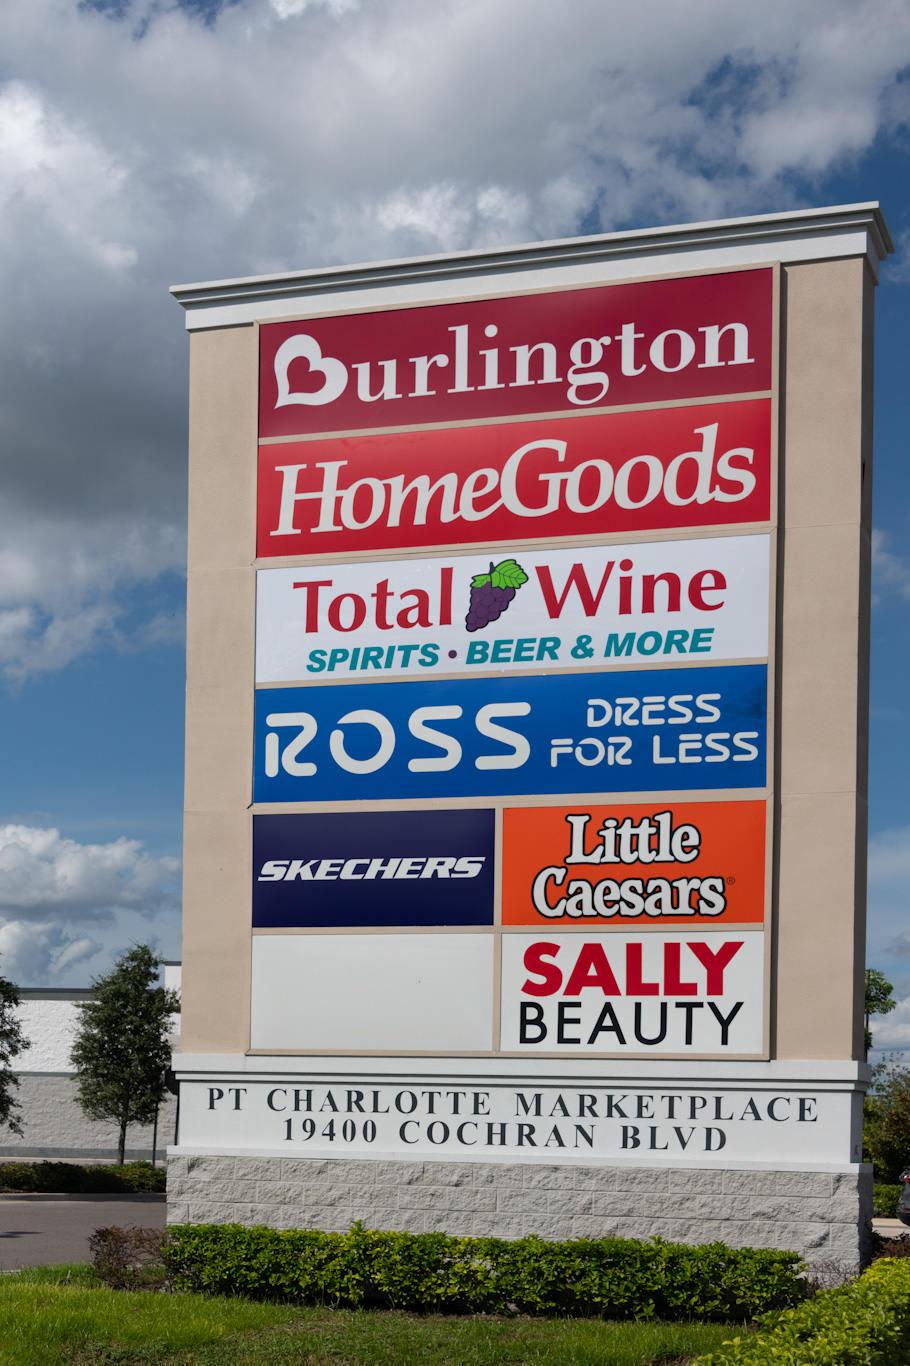 Burlington
HomeGoods
Total Wine
SPIRITS • BEER & MORE
ROSS DRESS
FOR LESS
SKECHERS
Little
Caesars®
SALLY
BEAUTY
PT CHARLOTTE MARKETPLACE
19400 COCHRAN BLVD